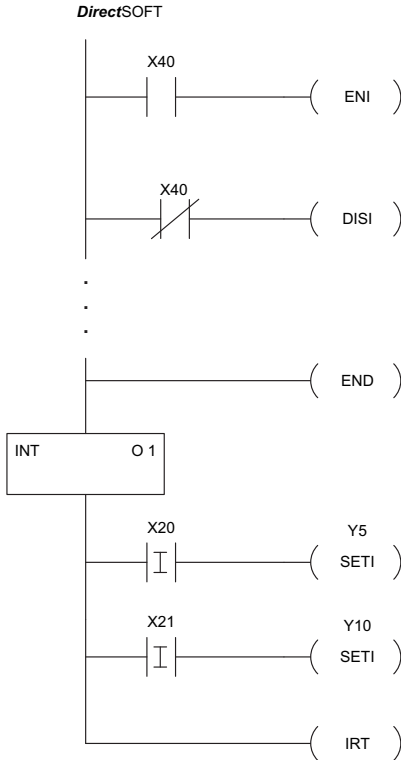 DirectSOFT
X40
ENI
X40
DISI
END
INT O 1
X20 Y5
SETI
X21 Y10
SETI
IRT